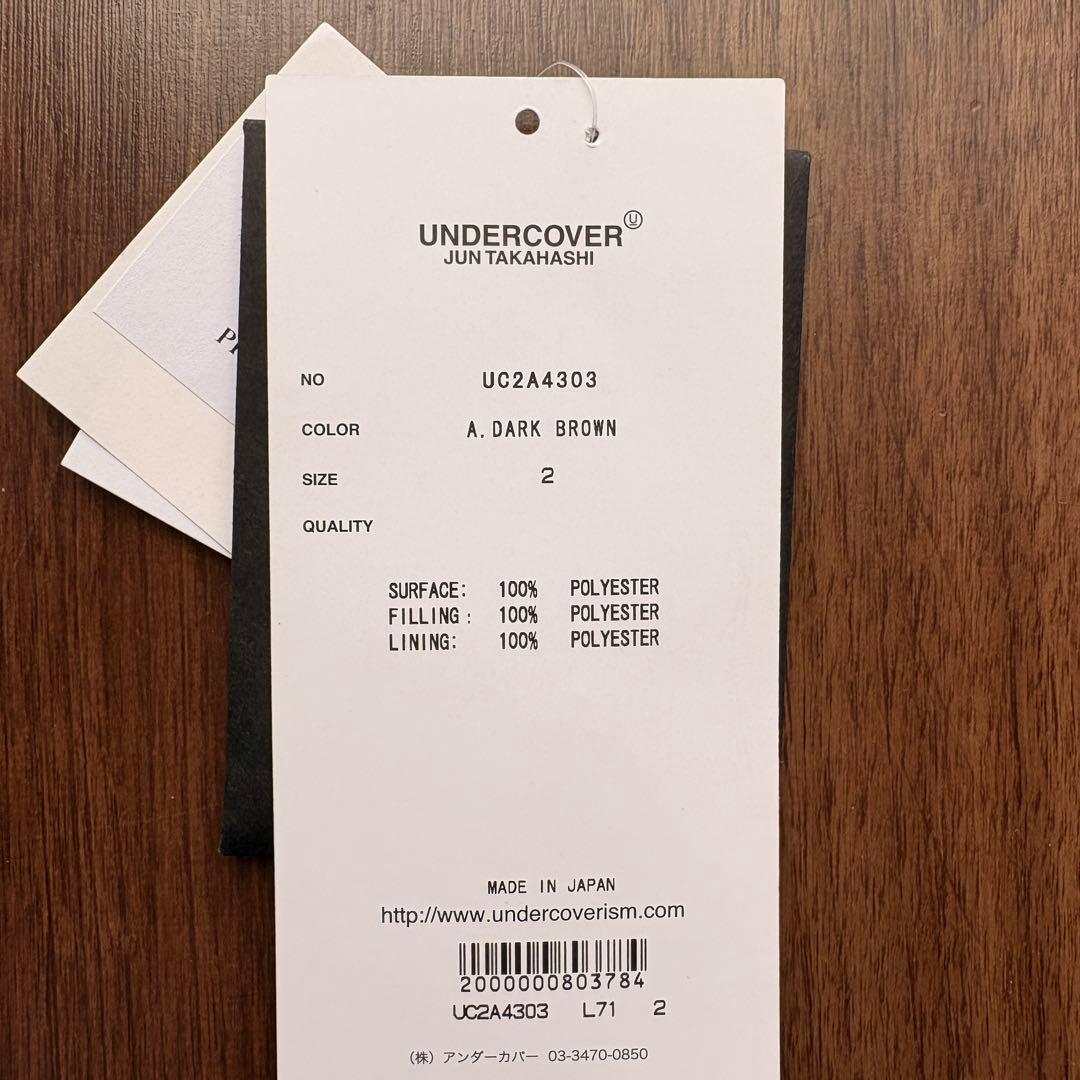 UNDERCOVER Ⓤ
JUN TAKAHASHI
NO UC2A4303
COLOR A.DARK BROWN
SIZE 2
QUALITY
SURFACE: 100% POLYESTER
FILLING: 100% POLYESTER
LINING: 100% POLYESTER
MADE IN JAPAN
http://www.undercoverism.com
2000000803784
UC2A4303 L71 2
(株) アンダーカバー 03-3470-0850